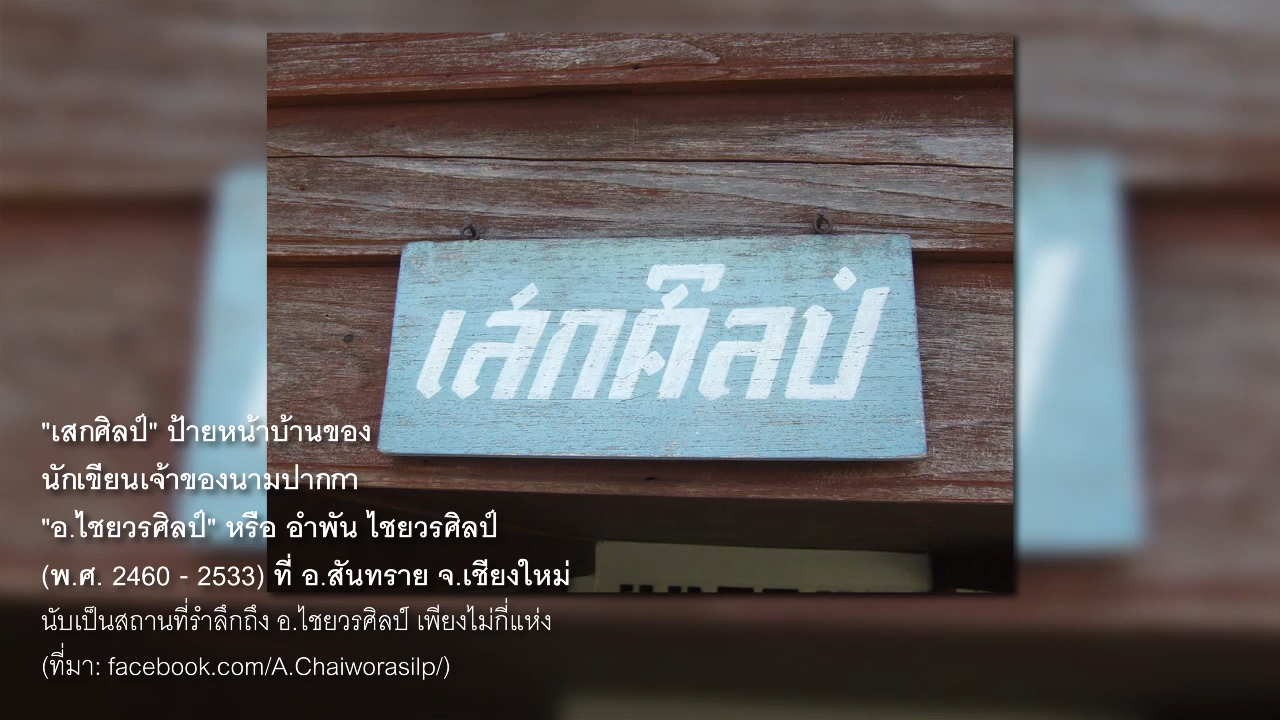 เสกศิลป์
"เสกศิลป์" ป้ายหน้าบ้านของ
นักเขียนเจ้าของนามปากกา
"อ.ไชยวรศิลป์" หรือ อำพัน ไชยวรศิลป์
(พ.ศ. 2460 - 2533) ที่ อ.สันทราย จ.เชียงใหม่
นับเป็นสถานที่รำลึกถึง อ.ไชยวรศิลป์ เพียงไม่กี่แห่ง
(ที่มา: facebook.com/A.Chaiworasilp/)